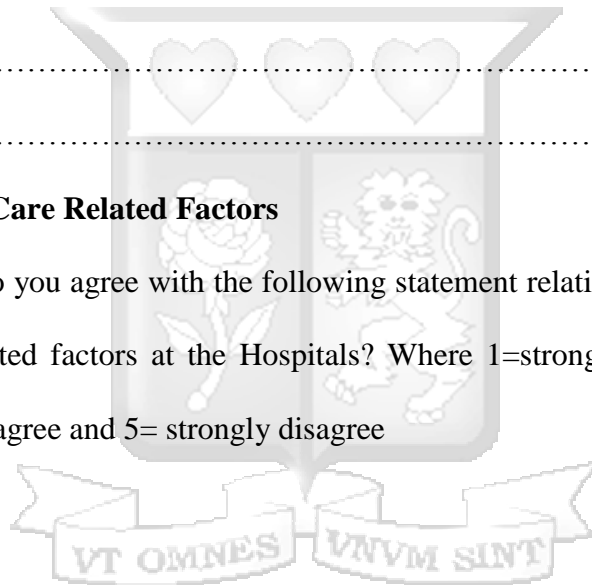 ……………………………………………………………
……………………………………………………………
Care Related Factors
o you agree with the following statement relati
ted factors at the Hospitals? Where 1=strong
agree and 5= strongly disagree
VT OMNES VNVM SINT